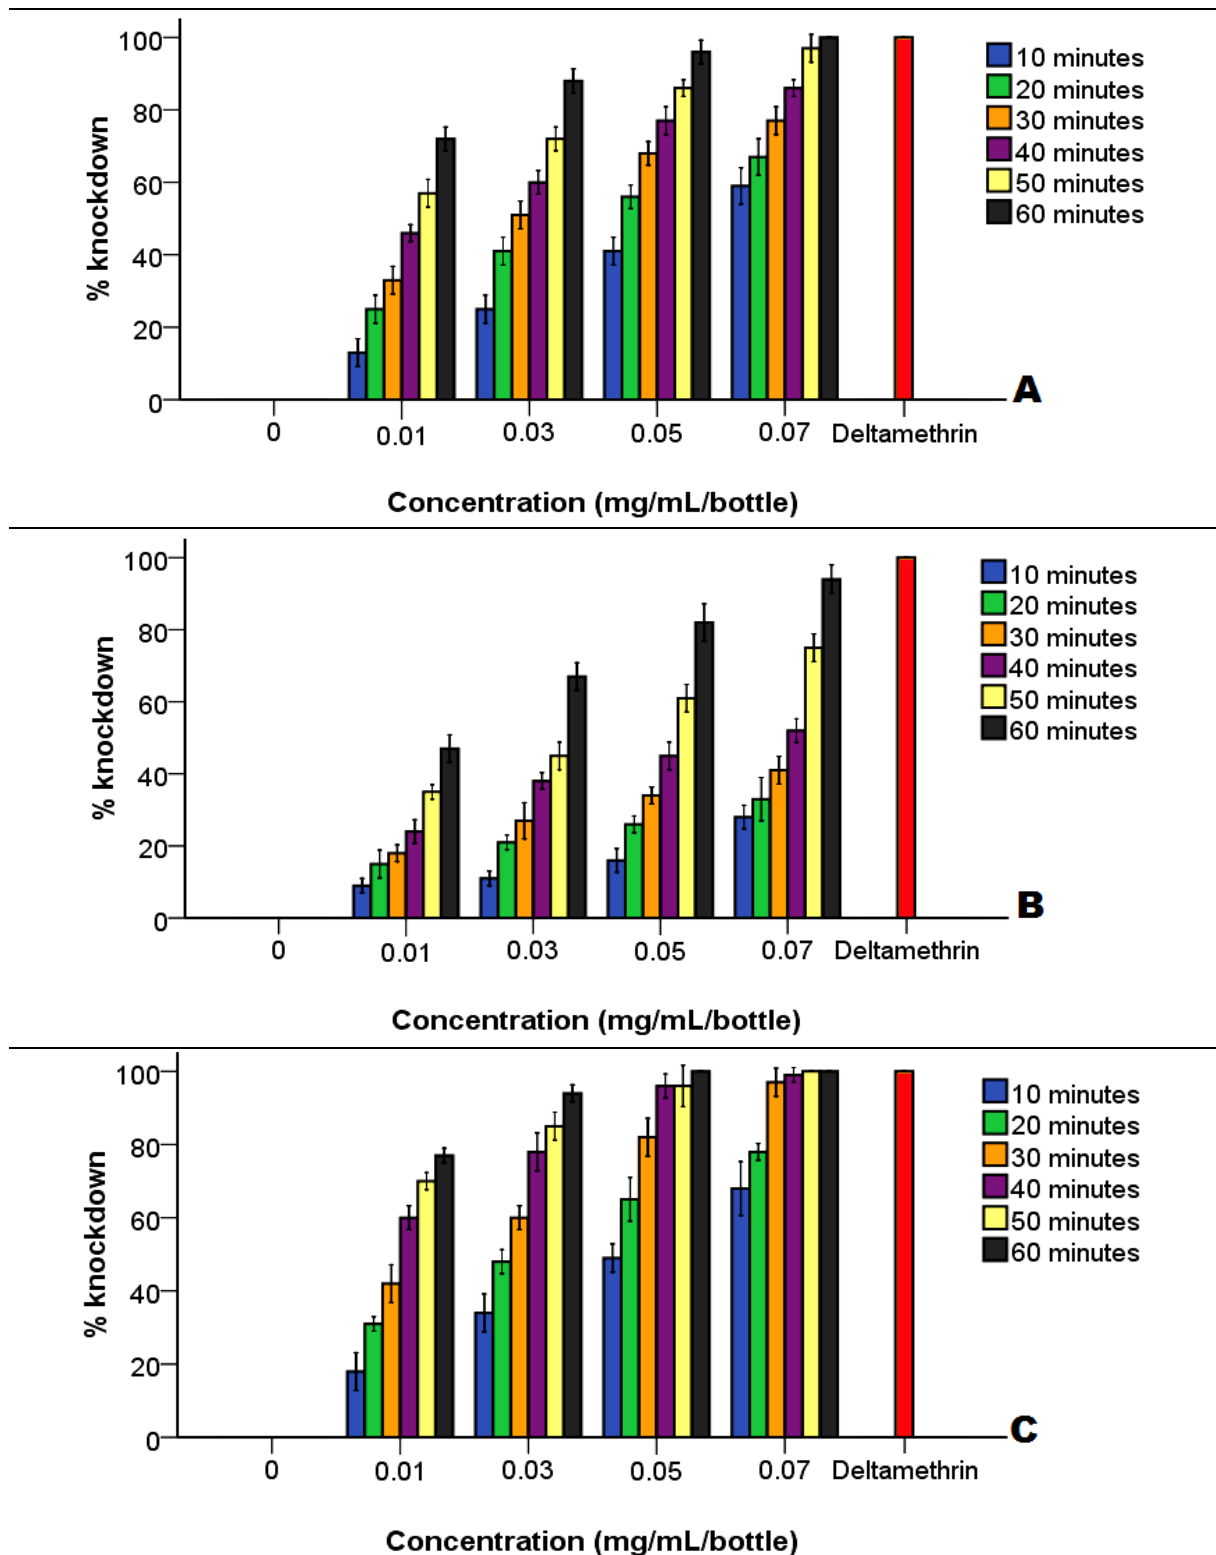 100
80
60
40
20
0
% knockdown
0 0.01 0.03 0.05 0.07 Deltamethrin
Concentration (mg/mL/bottle)
10 minutes
20 minutes
30 minutes
40 minutes
50 minutes
60 minutes
A
100
80
60
40
20
0
% knockdown
0 0.01 0.03 0.05 0.07 Deltamethrin
Concentration (mg/mL/bottle)
10 minutes
20 minutes
30 minutes
40 minutes
50 minutes
60 minutes
B
100
80
60
40
20
0
% knockdown
0 0.01 0.03 0.05 0.07 Deltamethrin
Concentration (mg/mL/bottle)
10 minutes
20 minutes
30 minutes
40 minutes
50 minutes
60 minutes
C